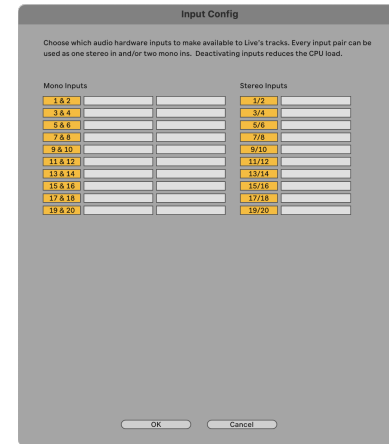 Input Config
Choose which audio hardware inputs to make available to Live's tracks. Every input pair can be
used as one stereo in and/or two mono ins. Deactivating inputs reduces the CPU load.
Mono Inputs Stereo Inputs
1 & 2 1/2
3 & 4 3/4
5 & 6 5/6
7 & 8 7/8
9 & 10 9/10
11 & 12 11/12
13 & 14 13/14
15 & 16 15/16
17 & 18 17/18
19 & 20 19/20
OK Cancel